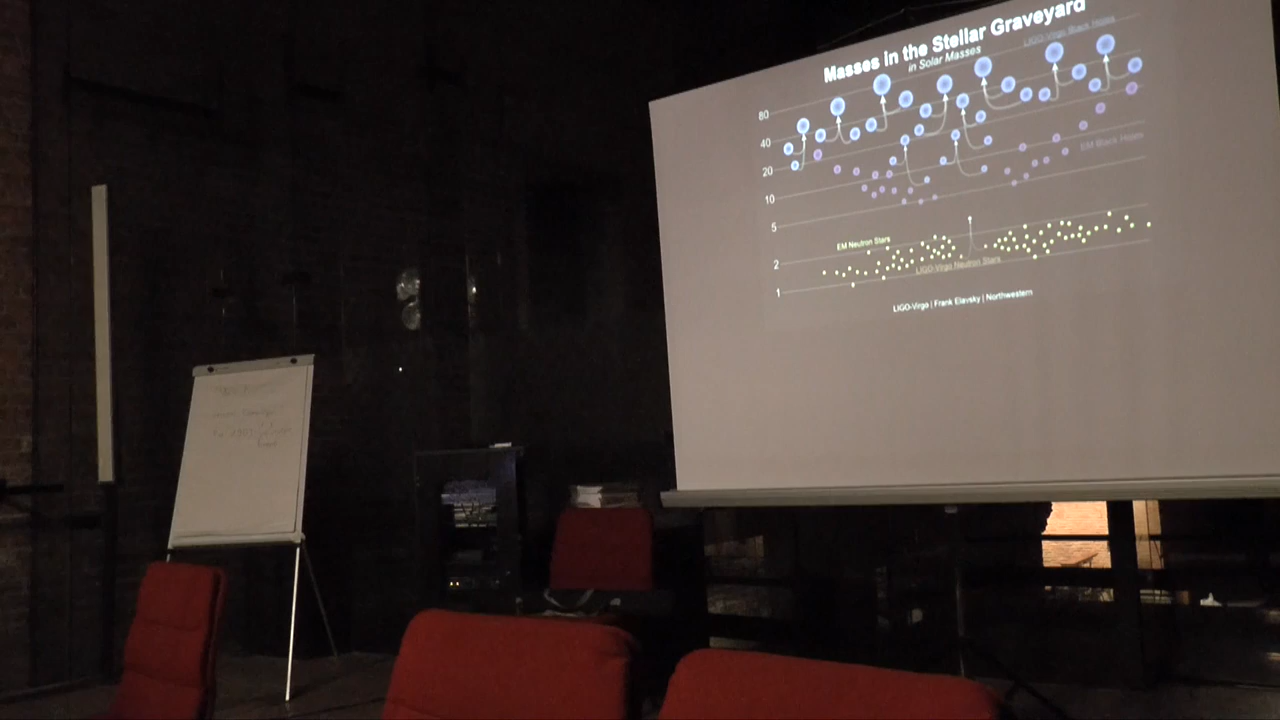 Masses in the Stellar Graveyard
in Solar Masses
LIGO-Virgo Black Holes
80
40
20
EM Black Holes
10
5
EM Neutron Stars
2
LIGO-Virgo Neutron Stars
1
LIGO-Virgo | Frank Elavsky | Northwestern